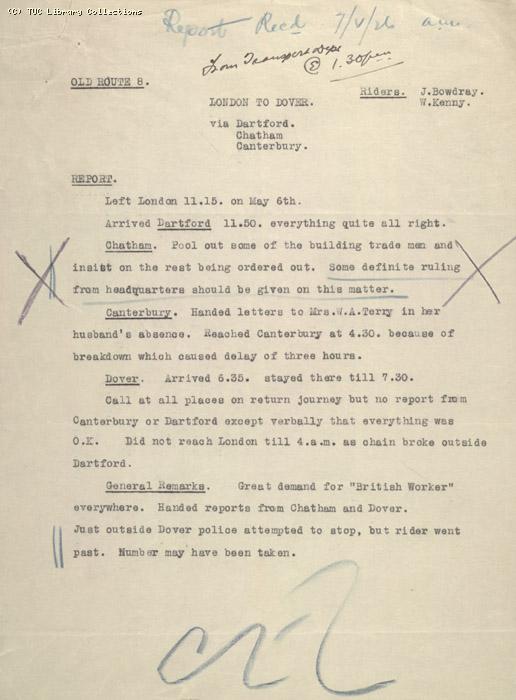 (C) TUC Library Collections
Report Recd 7/V/26
From Transport Dept
@ 1.30pm
OLD ROUTE 8.
Riders. J.Bowdray.
W.Kenny.
LONDON TO DOVER.
via Dartford.
Chatham
Canterbury.
REPORT.
Left London 11.15. on May 6th.
Arrived Dartford 11.50. everything quite all right.
Chatham. Pool out some of the building trade men and
insist on the rest being ordered out. Some definite ruling
from headquarters should be given on this matter.
Canterbury. Handed letters to Mrs.W.A.Terry in her
husband's absence. Reached Canterbury at 4.30. because of
breakdown which caused delay of three hours.
Dover. Arrived 6.35. stayed there till 7.30.
Call at all places on return journey but no report from
Canterbury or Dartford except verbally that everything was
O.K. Did not reach London till 4.a.m. as chain broke outside
Dartford.
General Remarks. Great demand for "British Worker"
everywhere. Handed reports from Chatham and Dover.
Just outside Dover police attempted to stop, but rider went
past. Number may have been taken.